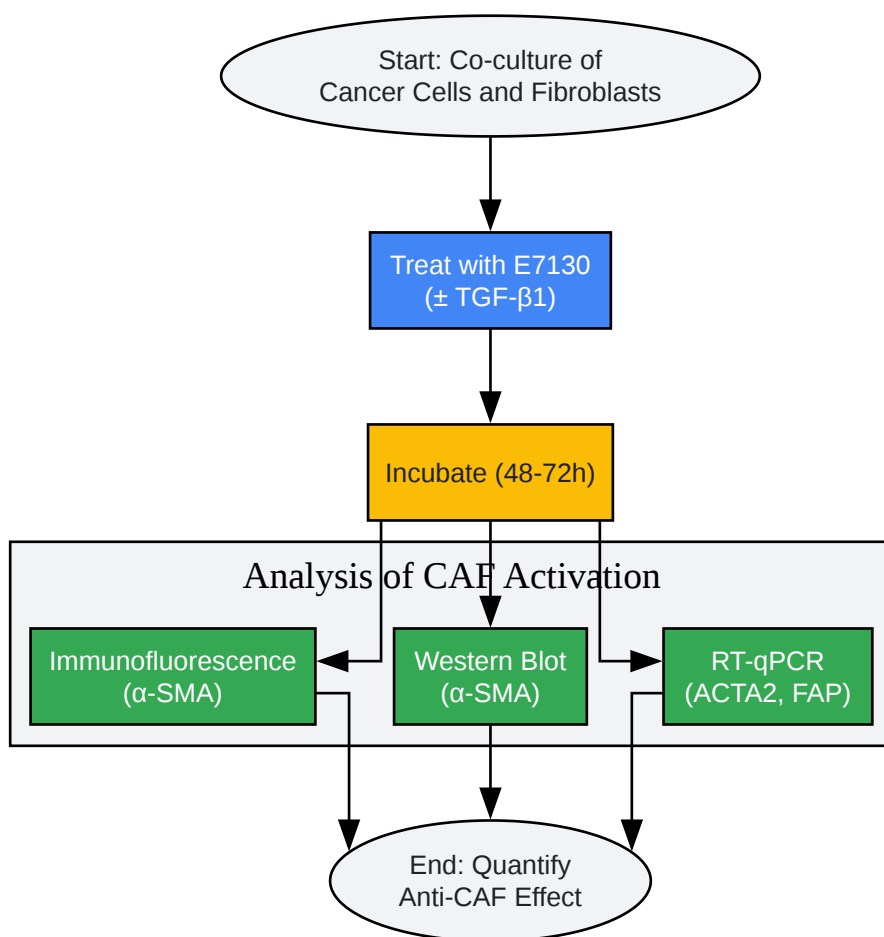 Start: Co-culture of
Cancer Cells and Fibroblasts
Treat with E7130
(± TGF-β1)
Incubate (48-72h)
Analysis of CAF Activation
Immunofluorescence
(α-SMA)
Western Blot
(α-SMA)
RT-qPCR
(ACTA2, FAP)
End: Quantify
Anti-CAF Effect